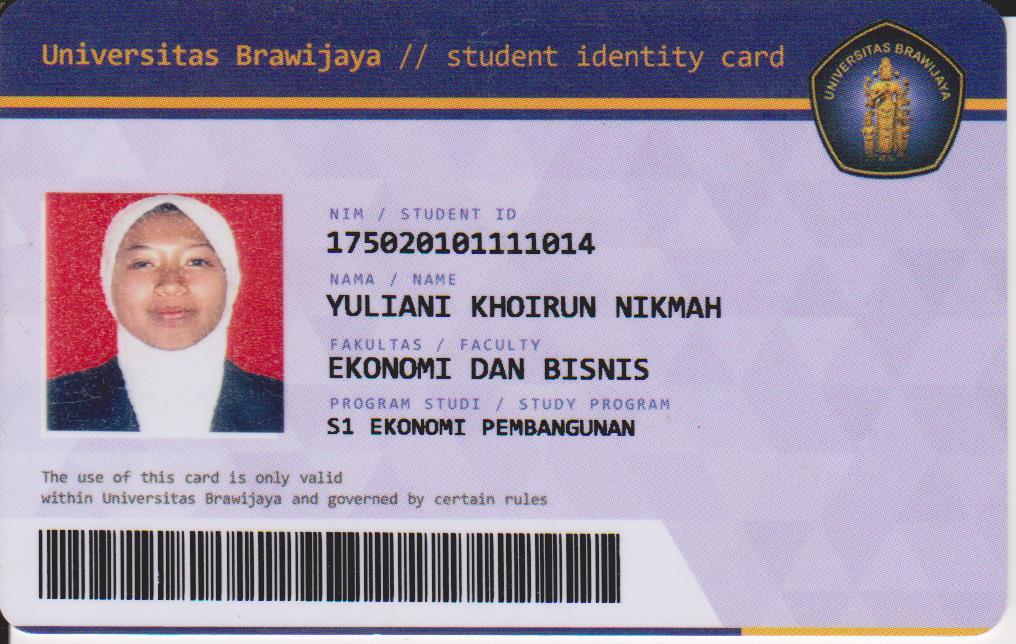 Universitas Brawijaya // student identity card
UNIVERSITAS BRAWIJAYA
NIM / STUDENT ID
175020101111014
NAMA / NAME
YULIANI KHOIRUN NIKMAH
FAKULTAS / FACULTY
EKONOMI DAN BISNIS
PROGRAM STUDI / STUDY PROGRAM
S1 EKONOMI PEMBANGUNAN
The use of this card is only valid
within Universitas Brawijaya and governed by certain rules